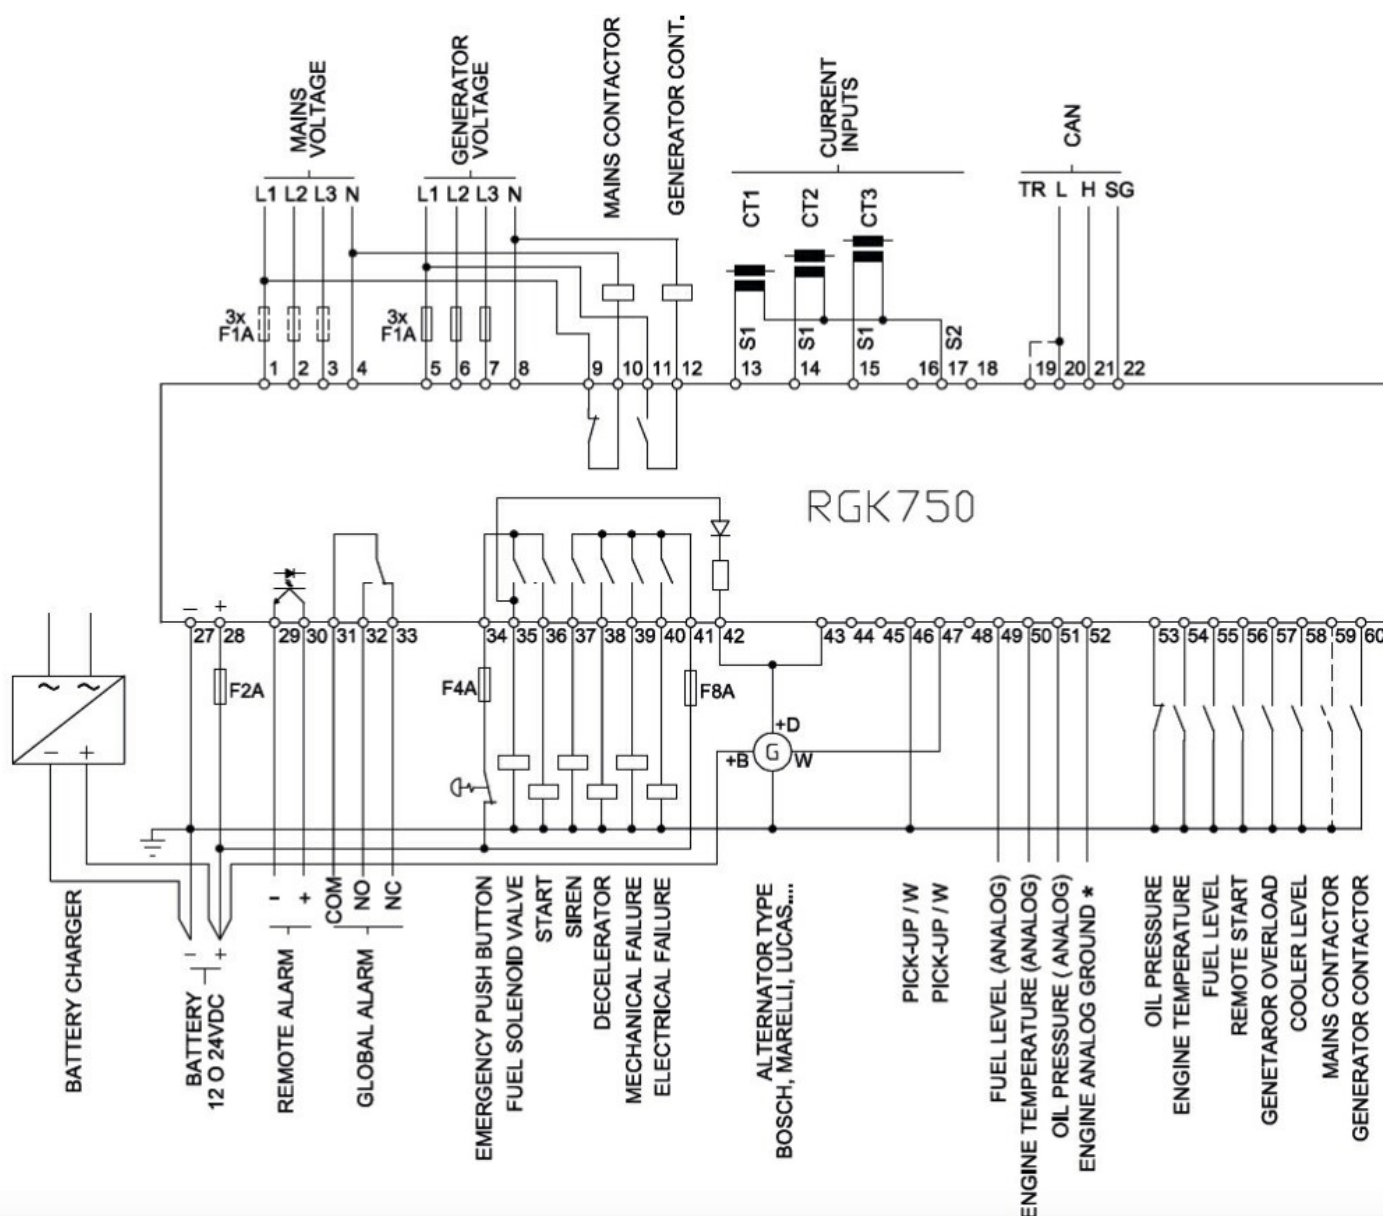 MAINS
VOLTAGE
GENERATOR
VOLTAGE
MAINS CONTACTOR
GENERATOR CONT.
CURRENT
INPUTS
CAN
L1 L2 L3 N
L1 L2 L3 N
CT1
CT2
CT3
TR L H SG
3x
F1A
3x
F1A
S1
S1
S1
S2
1 2 3 4 5 6 7 8 9 10 11 12 13 14 15 16 17 18 19 20 21 22
RGK750
− +
27 28 29 30 31 32 33 34 35 36 37 38 39 40 41 42 43 44 45 46 47 48 49 50 51 52 53 54 55 56 57 58 59 60
~ ~
− +
F2A
F4A
F8A
+D
+B
G
W
BATTERY CHARGER
− +
BATTERY
12 O 24VDC
- +
REMOTE ALARM
COM
NO
NC
GLOBAL ALARM
EMERGENCY PUSH BUTTON
FUEL SOLENOID VALVE
START
SIREN
DECELERATOR
MECHANICAL FAILURE
ELECTRICAL FAILURE
ALTERNATOR TYPE
BOSCH, MARELLI, LUCAS....
PICK-UP / W
PICK-UP / W
FUEL LEVEL (ANALOG)
ENGINE TEMPERATURE (ANALOG)
OIL PRESSURE ( ANALOG)
ENGINE ANALOG GROUND *
OIL PRESSURE
ENGINE TEMPERATURE
FUEL LEVEL
REMOTE START
GENETAROR OVERLOAD
COOLER LEVEL
MAINS CONTACTOR
GENERATOR CONTACTOR